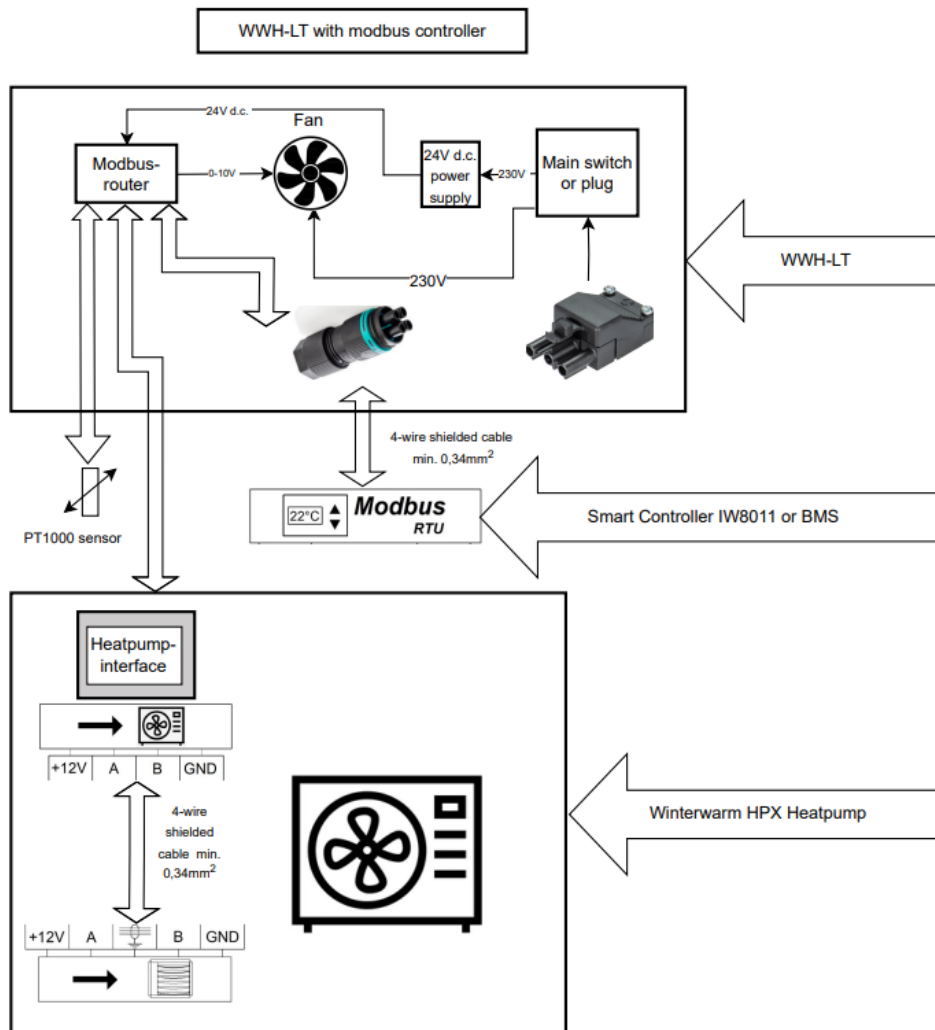 WWH-LT with modbus controller
24V d.c.
Fan
Modbus-
router
0-10V
24V d.c.
power
supply
230V
Main switch
or plug
230V
WWH-LT
4-wire shielded cable
min. 0,34mm²
22°C
Modbus
RTU
Smart Controller IW8011 or BMS
PT1000 sensor
Heatpump-
interface
+12V A B GND
4-wire
shielded
cable min.
0,34mm²
Winterwarm HPX Heatpump
+12V A B GND